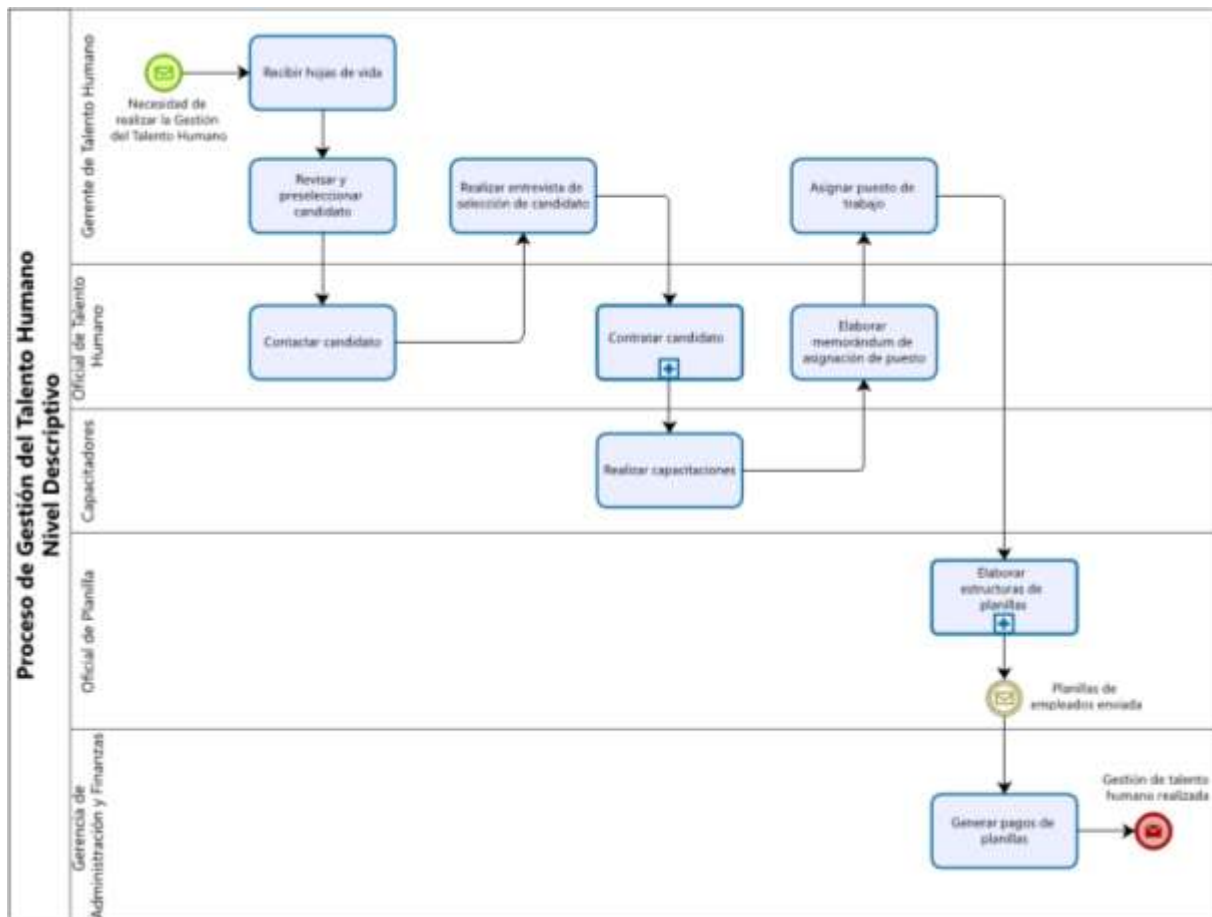 Proceso de Gestión del Talento Humano
Nivel Descriptivo
Gerente de Talento Humano
Necesidad de
realizar la Gestión
del Talento Humano
Recibir hojas de vida
Revisar y
preseleccionar
candidato
Realizar entrevista de
selección de candidato
Asignar puesto de
trabajo
Oficial de Talento
Humano
Contactar candidato
Contratar candidato
Elaborar
memorándum de
asignación de puesto
Capacitadores
Realizar capacitaciones
Oficial de Planilla
Elaborar
estructuras de
planillas
Planillas de
empleados enviada
Gerencia de
Administración y Finanzas
Generar pagos de
planillas
Gestión de talento
humano realizada